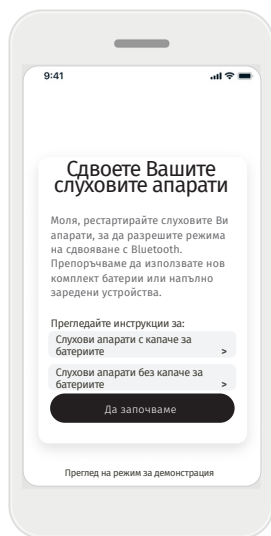 9:41
Сдвоете Вашите
слуховите апарати
Моля, рестартирайте слуховите Ви
апарати, за да разрешите режима
на сдвояване с Bluetooth.
Препоръчваме да използвате нов
комплект батерии или напълно
заредени устройства.
Прегледайте инструкции за:
Слухови апарати с капаче за
батериите >
Слухови апарати без капаче за
батериите >
Да започваме
Преглед на режим за демонстрация